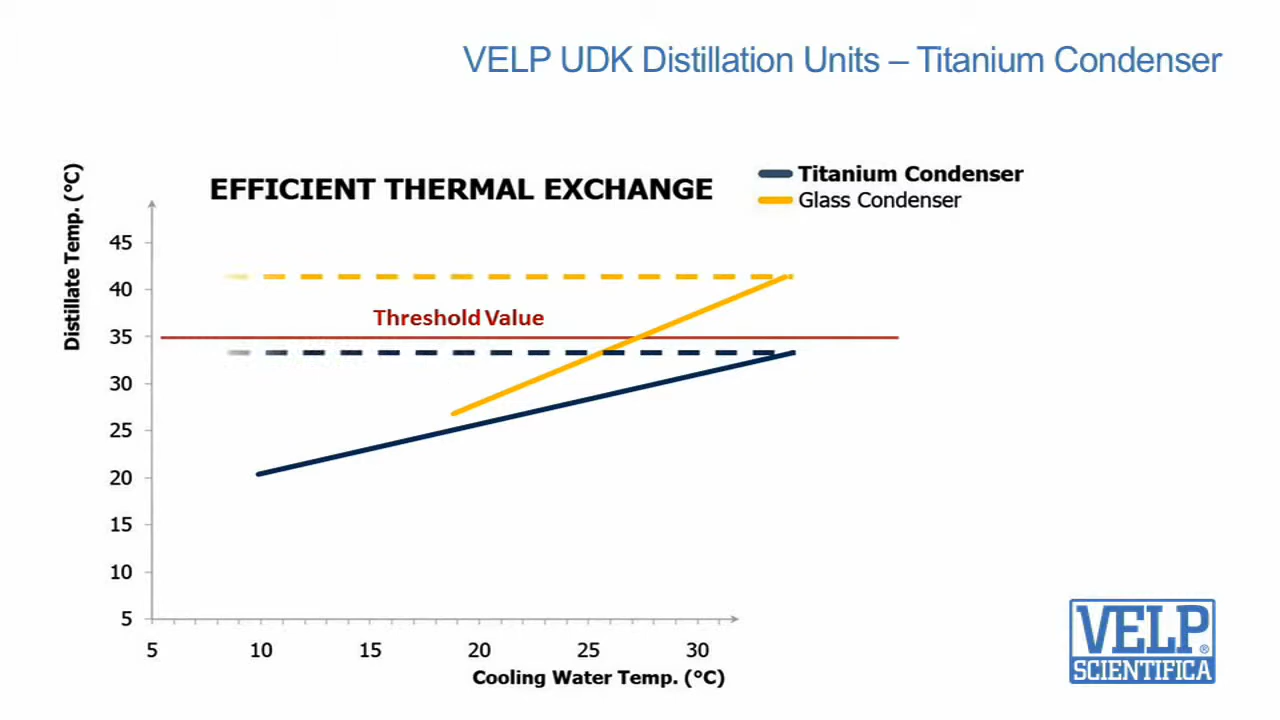 VELP UDK Distillation Units – Titanium Condenser
EFFICIENT THERMAL EXCHANGE
Titanium Condenser
Glass Condenser
Distillate Temp. (°C)
45
40
Threshold Value
35
30
25
20
15
10
5
5 10 15 20 25 30
Cooling Water Temp. (°C)
VELP®
SCIENTIFICA